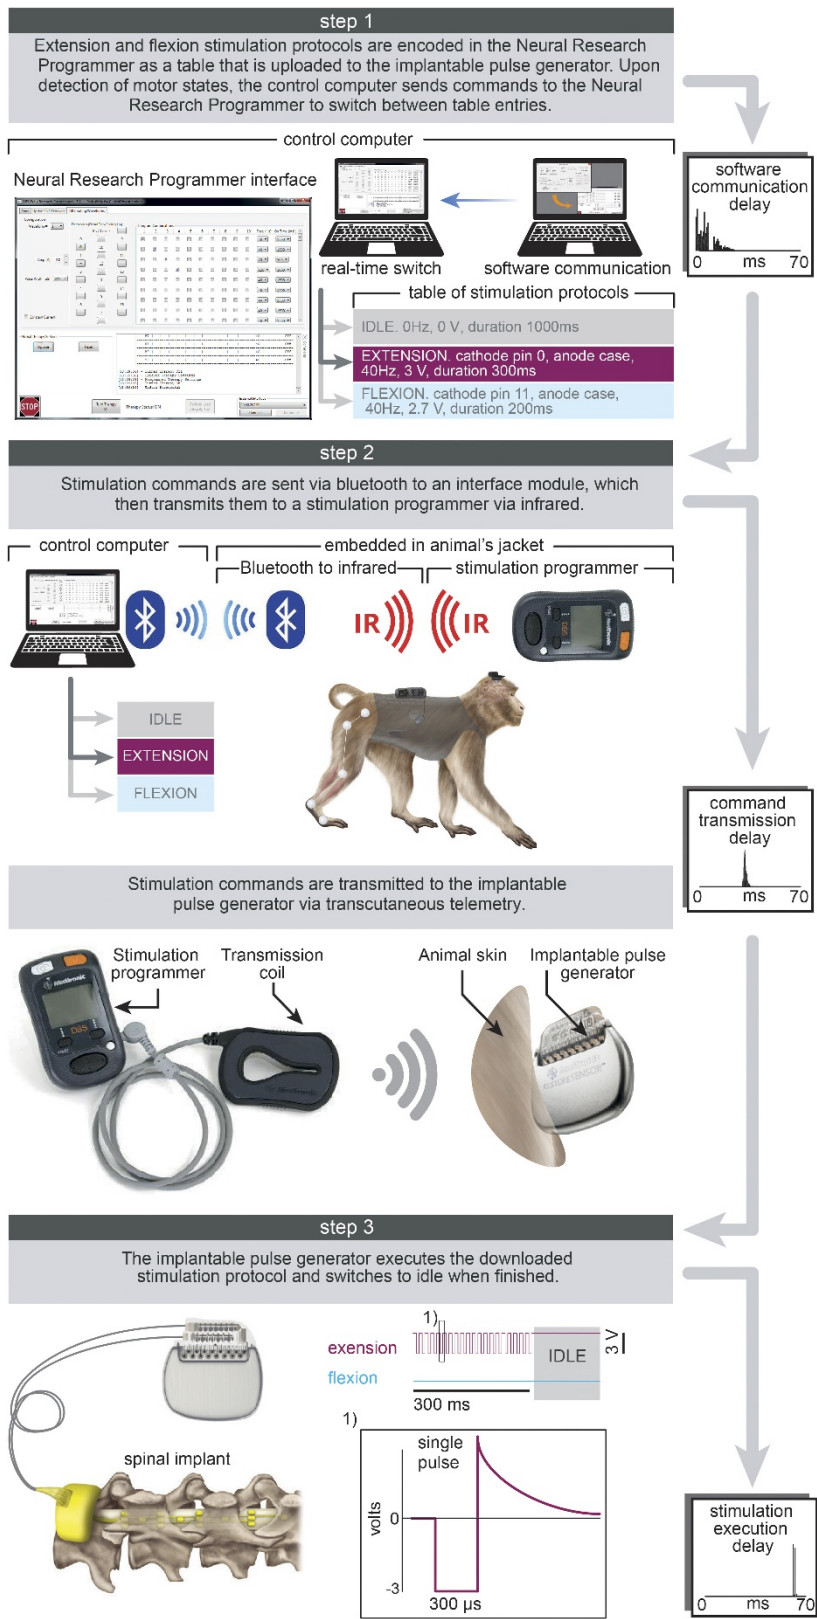 step 1
Extension and flexion stimulation protocols are encoded in the Neural Research
Programmer as a table that is uploaded to the implantable pulse generator. Upon
detection of motor states, the control computer sends commands to the Neural
Research Programmer to switch between table entries.
control computer
Neural Research Programmer interface
real-time switch
software communication
software
communication
delay
0 ms 70
STOP
table of stimulation protocols
IDLE. 0Hz, 0 V, duration 1000ms
EXTENSION. cathode pin 0, anode case,
40Hz, 3 V, duration 300ms
FLEXION. cathode pin 11, anode case,
40Hz, 2.7 V, duration 200ms
step 2
Stimulation commands are sent via bluetooth to an interface module, which
then transmits them to a stimulation programmer via infrared.
control computer
embedded in animal's jacket
Bluetooth to infrared
stimulation programmer
IR
IR
Medtronic
DBS
IDLE
EXTENSION
FLEXION
command
transmission
delay
0 ms 70
Stimulation commands are transmitted to the implantable
pulse generator via transcutaneous telemetry.
Stimulation
programmer
Transmission
coil
Animal skin
Implantable pulse
generator
Medtronic
DBS
Medtronic
Medtronic
RESTORESENSOR™
step 3
The implantable pulse generator executes the downloaded
stimulation protocol and switches to idle when finished.
1)
exension
flexion
IDLE
3 V
300 ms
spinal implant
1)
single
pulse
volts
0
-3
300 µs
stimulation
execution
delay
0 ms 70